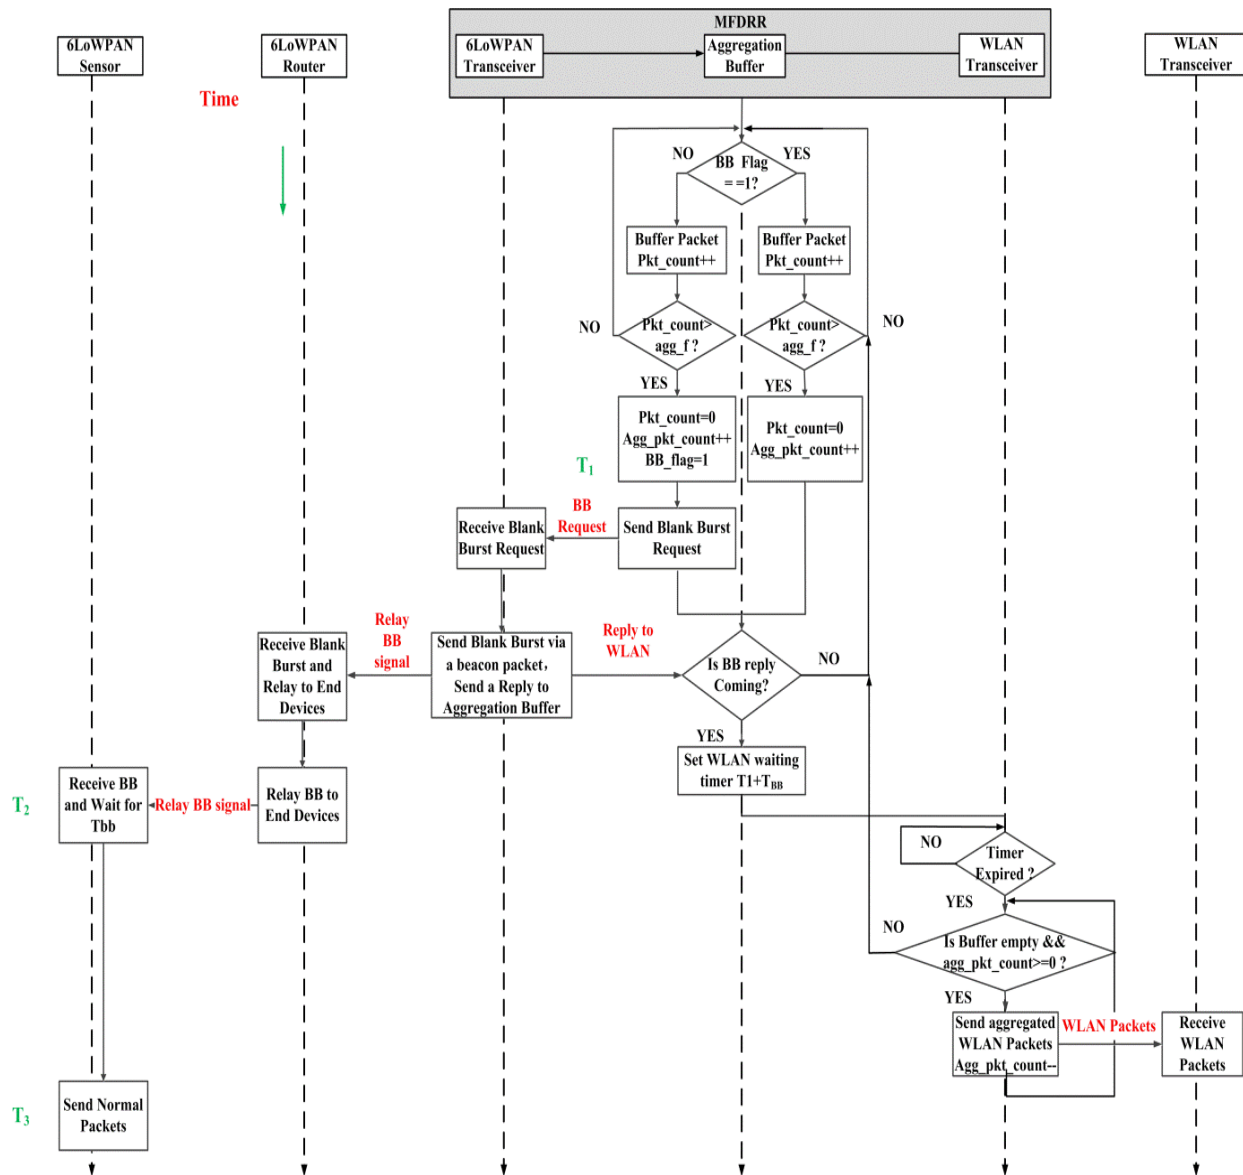 MFDRR
6LoWPAN
Sensor
6LoWPAN
Router
6LoWPAN
Transceiver
Aggregation
Buffer
WLAN
Transceiver
WLAN
Transceiver
Time
NO
YES
BB Flag
= =1?
Buffer Packet
Pkt_count++
Buffer Packet
Pkt_count++
NO
Pkt_count>
agg_f ?
Pkt_count>
agg_f ?
NO
YES
YES
Pkt_count=0
Agg_pkt_count++
BB_flag=1
Pkt_count=0
Agg_pkt_count++
T1
BB
Request
Receive Blank
Burst Request
Send Blank Burst
Request
Relay
BB
signal
Reply to
WLAN
Receive Blank
Burst and
Relay to End
Devices
Send Blank Burst via
a beacon packet,
Send a Reply to
Aggregation Buffer
Is BB reply
Coming?
NO
YES
Set WLAN waiting
timer T1+TBB
T2
Receive BB
and Wait for
Tbb
Relay BB signal
Relay BB to
End Devices
NO
Timer
Expired ?
YES
NO
Is Buffer empty &&
agg_pkt_count>=0 ?
YES
Send aggregated
WLAN Packets
Agg_pkt_count--
WLAN Packets
Receive
WLAN
Packets
T3
Send Normal
Packets